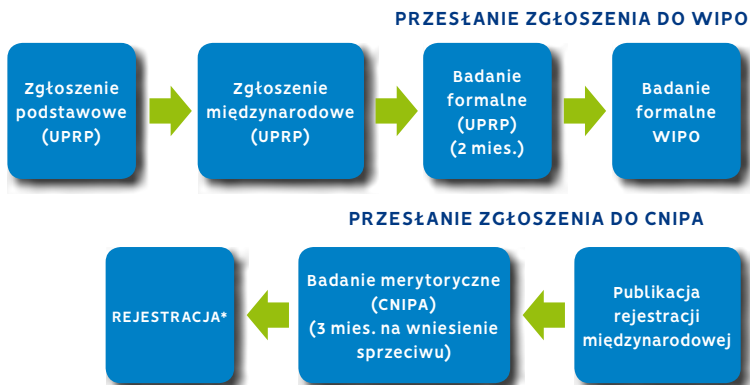 PRZESŁANIE ZGŁOSZENIA DO WIPO
Zgłoszenie
podstawowe
(UPRP)
Zgłoszenie
międzynarodowe
(UPRP)
Badanie
formalne
(UPRP)
(2 mies.)
Badanie
formalne
WIPO
PRZESŁANIE ZGŁOSZENIA DO CNIPA
REJESTRACJA*
Badanie merytoryczne
(CNIPA)
(3 mies. na wniesienie
sprzeciwu)
Publikacja
rejestracji
międzynarodowej